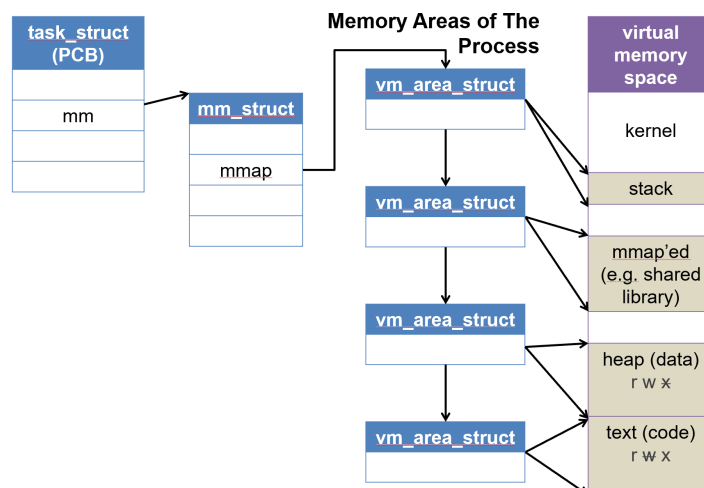 Memory Areas of The
Process
task_struct
(PCB)
mm
mm_struct
mmap
vm_area_struct
vm_area_struct
vm_area_struct
vm_area_struct
virtual
memory
space
kernel
stack
mmap’ed
(e.g. shared
library)
heap (data)
r w x
text (code)
r w x